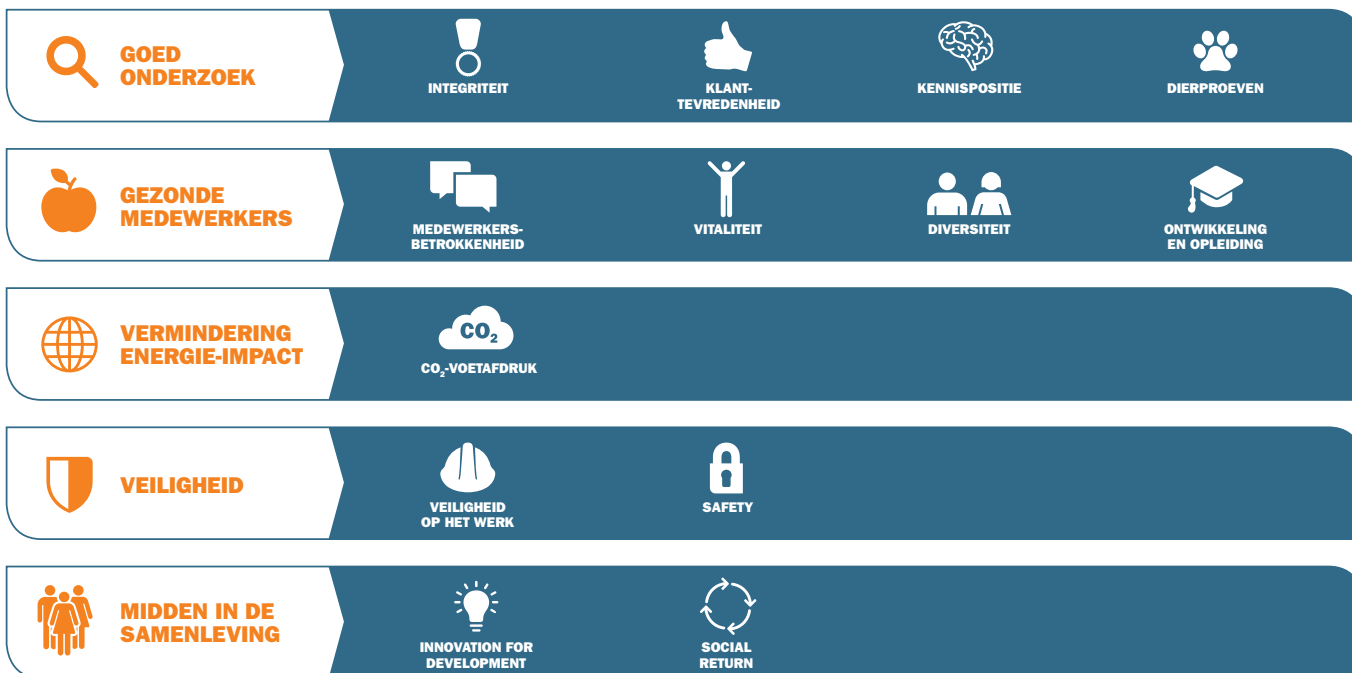 GOED
ONDERZOEK
INTEGRITEIT
KLANT-
TEVREDENHEID
KENNISPOSITIE
DIERPROEVEN
GEZONDE
MEDEWERKERS
MEDEWERKERS-
BETROKKENHEID
VITALITEIT
DIVERSITEIT
ONTWIKKELING
EN OPLEIDING
VERMINDERING
ENERGIE-IMPACT
CO₂
CO₂-VOETAFDRUK
VEILIGHEID
VEILIGHEID
OP HET WERK
SAFETY
MIDDEN IN DE
SAMENLEVING
INNOVATION FOR
DEVELOPMENT
SOCIAL
RETURN